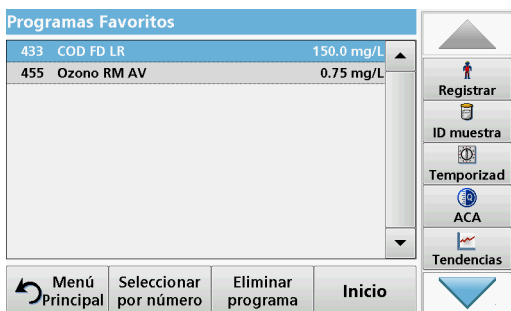 Programas Favoritos
433 COD FD LR 150.0 mg/L
455 Ozono RM AV 0.75 mg/L
Registrar
ID muestra
Temporizad
ACA
Tendencias
Menú
Principal
Seleccionar
por número
Eliminar
programa
Inicio